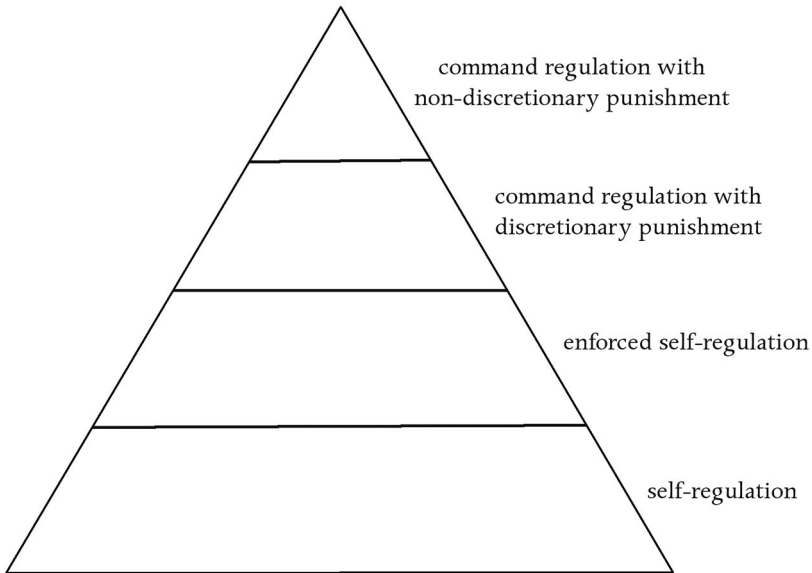 command regulation with
non-discretionary punishment
command regulation with
discretionary punishment
enforced self-regulation
self-regulation